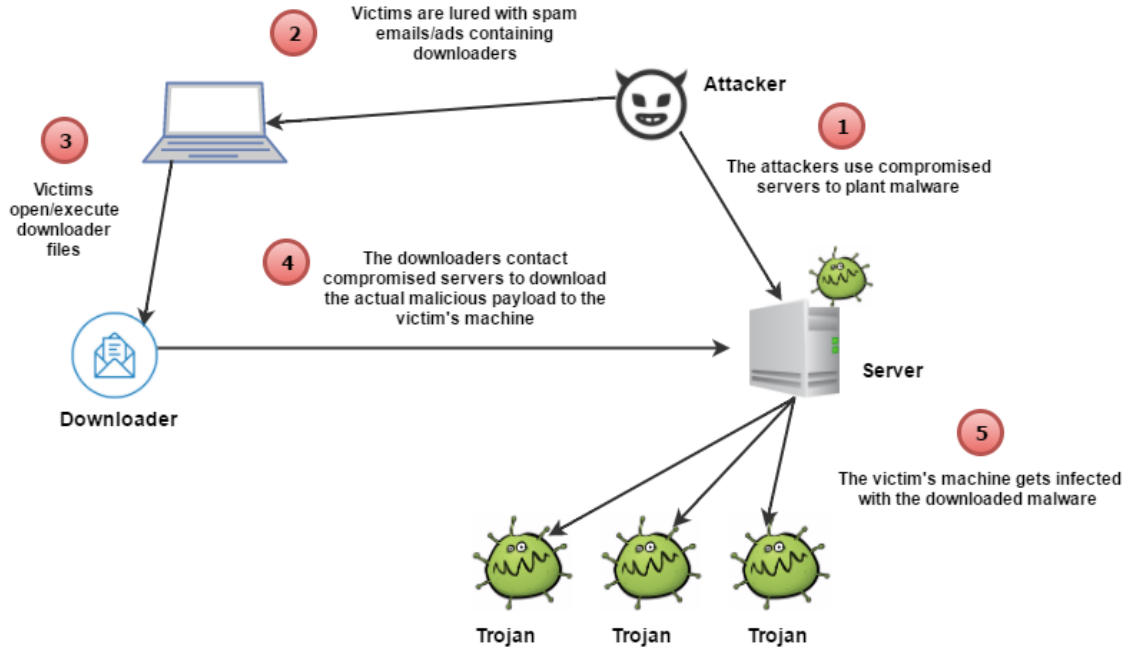 2
Victims are lured with spam
emails/ads containing
downloaders
Attacker
1
The attackers use compromised
servers to plant malware
3
Victims
open/execute
downloader
files
4
The downloaders contact
compromised servers to download
the actual malicious payload to the
victim's machine
Downloader
Server
5
The victim's machine gets infected
with the downloaded malware
Trojan
Trojan
Trojan